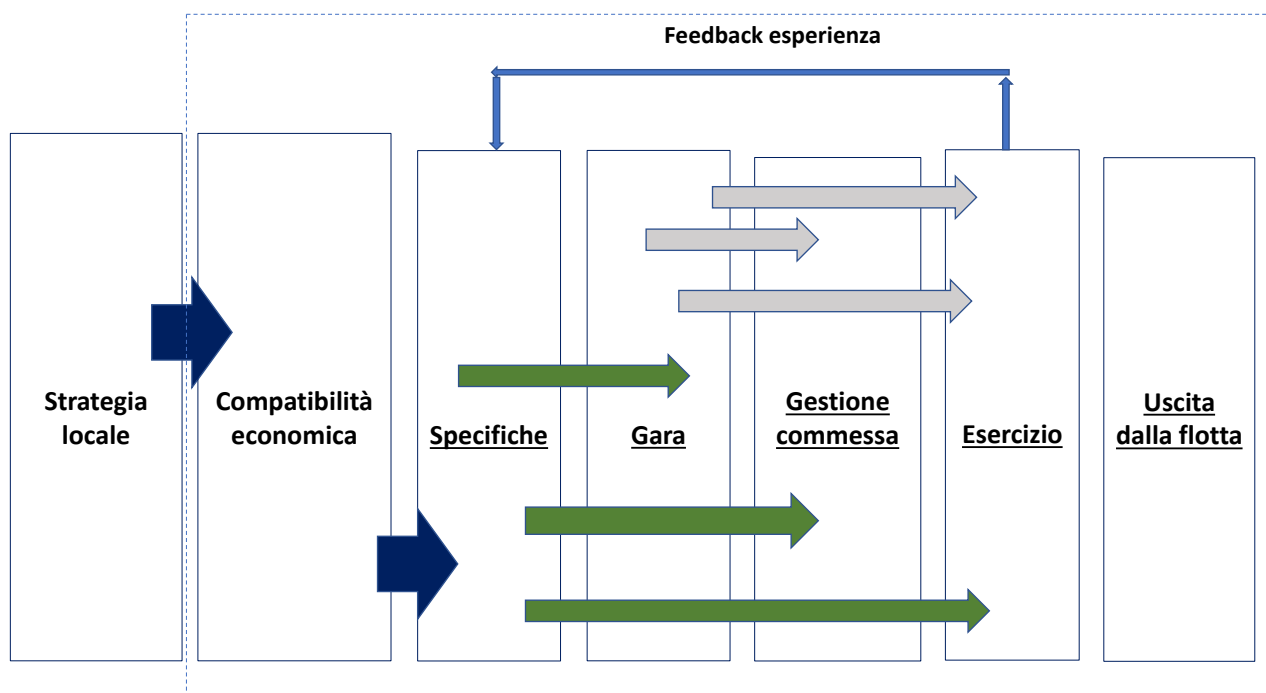 Feedback esperienza
Strategia
locale
Compatibilità
economica
Specifiche
Gara
Gestione
commessa
Esercizio
Uscita
dalla flotta